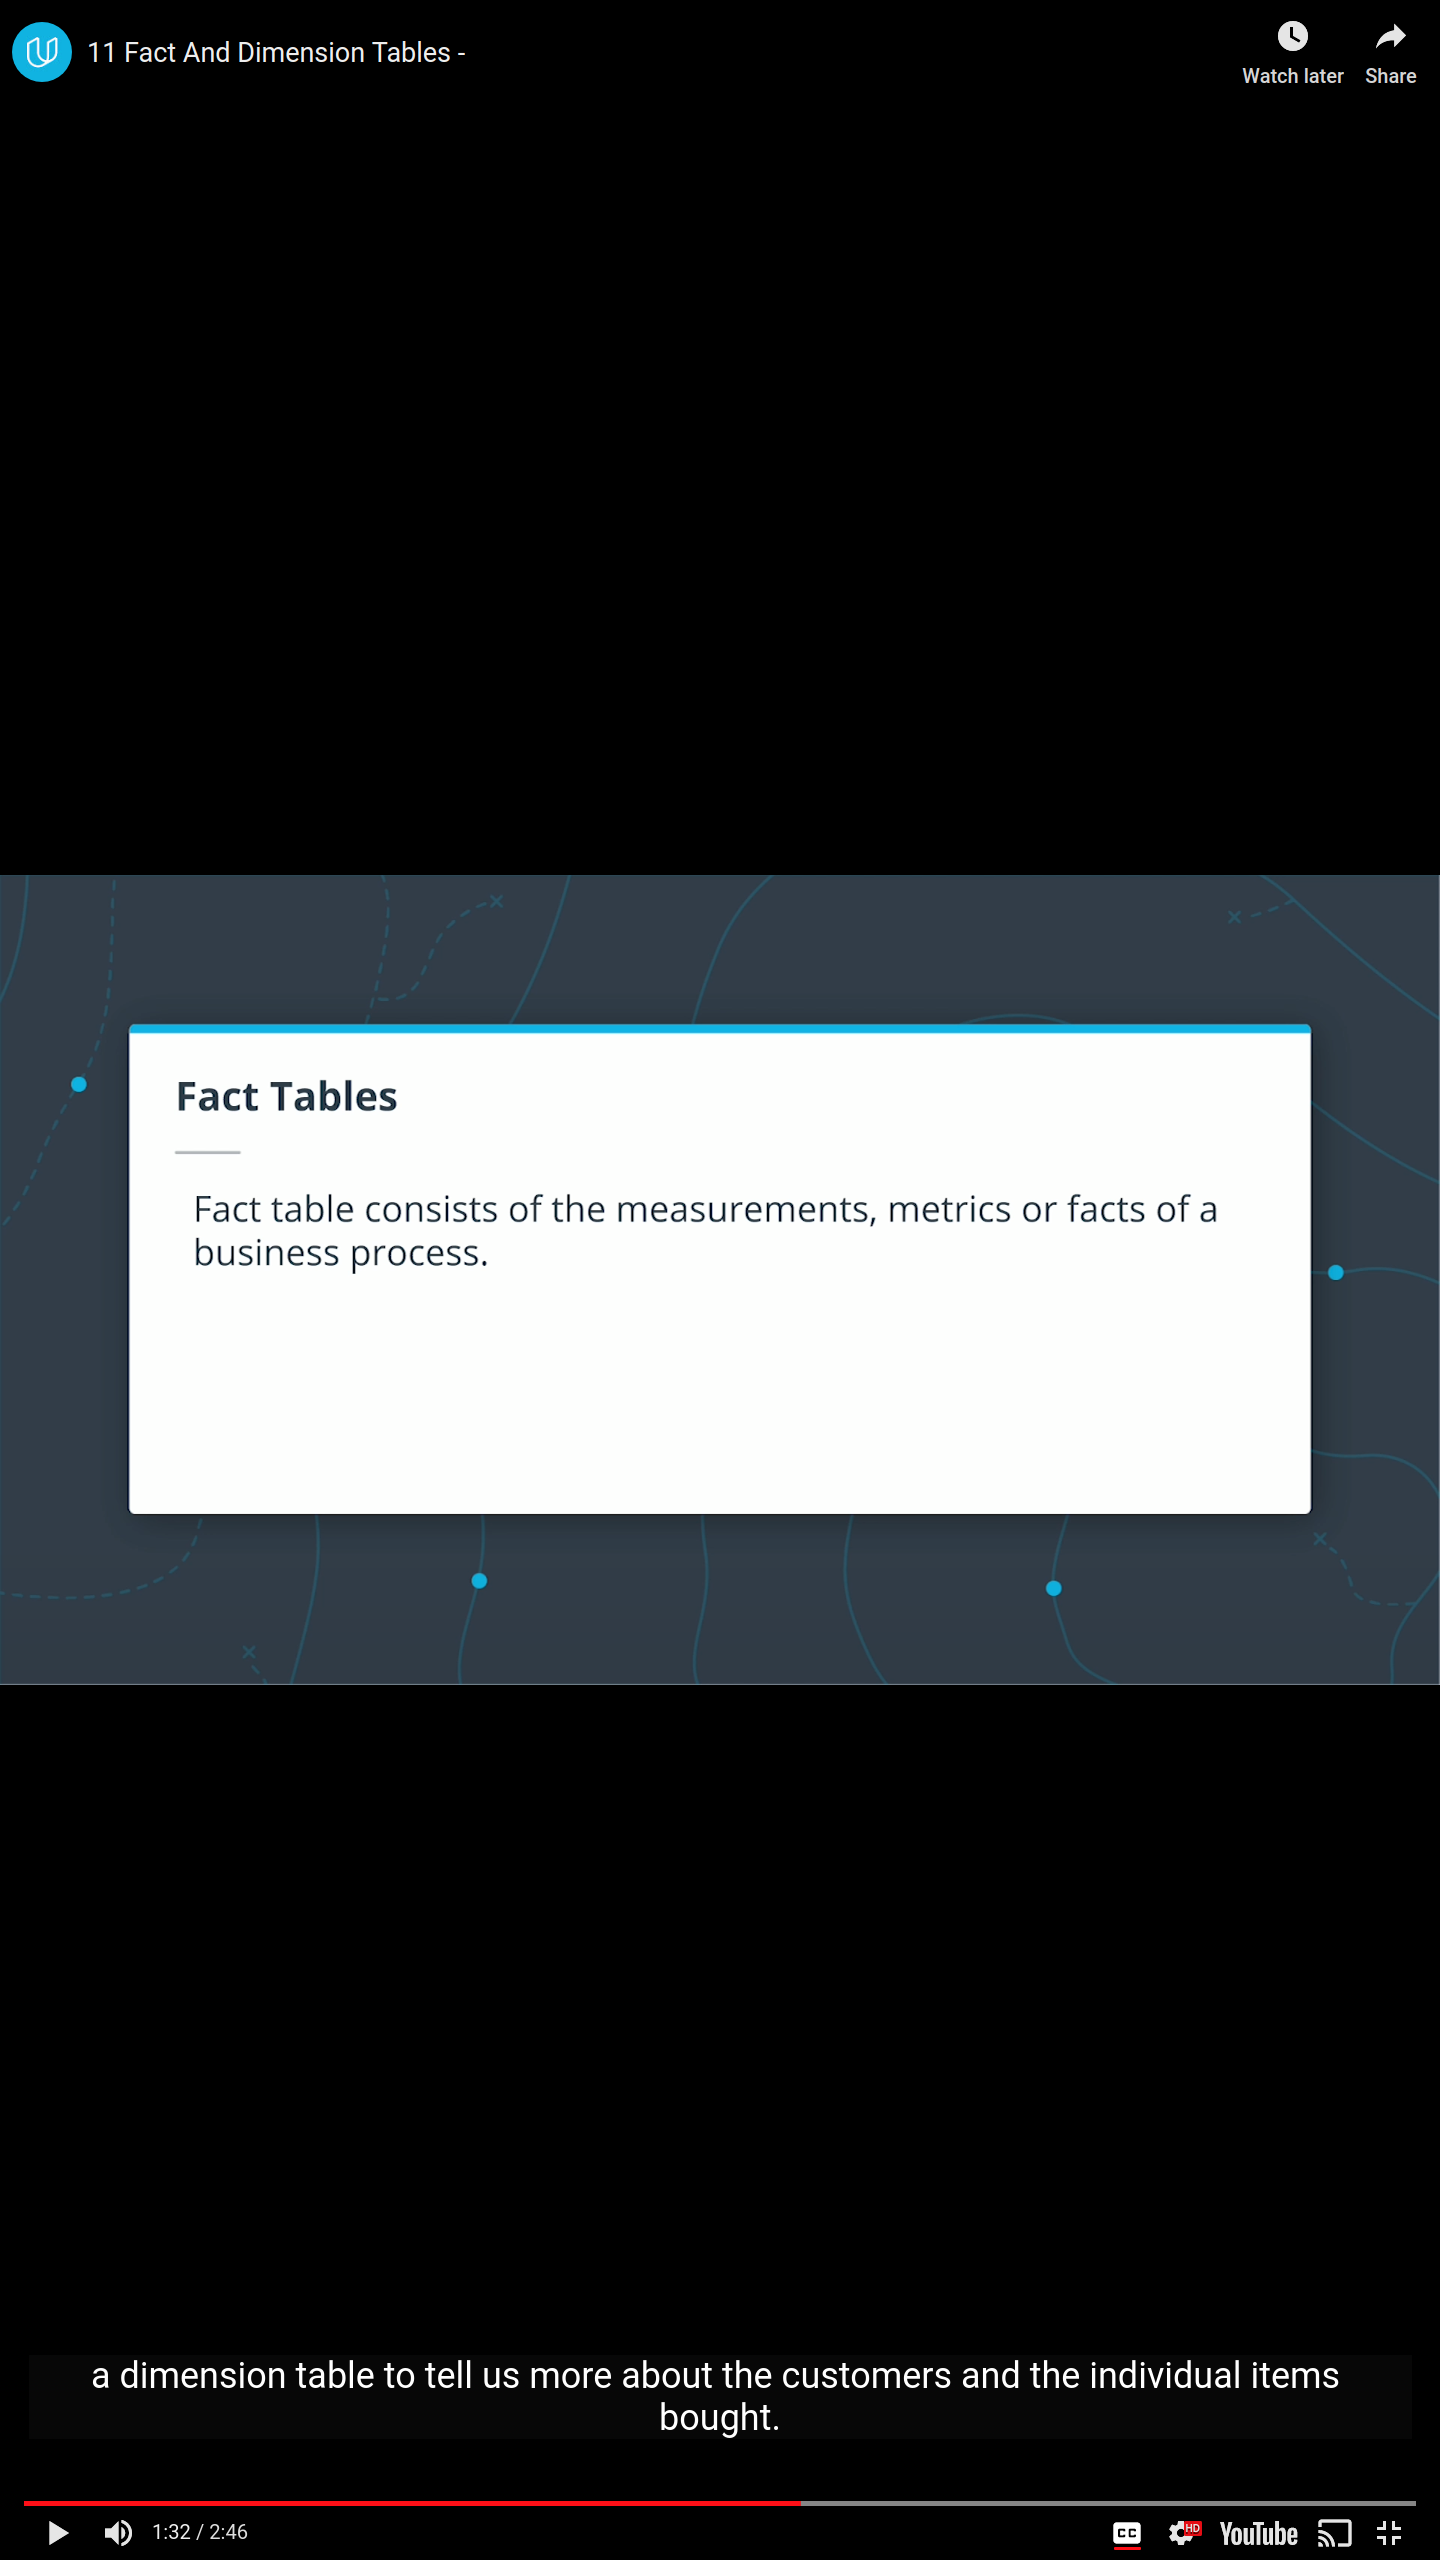 11 Fact And Dimension Tables -
Watch later
Share
Fact Tables
Fact table consists of the measurements, metrics or facts of a
business process.
a dimension table to tell us more about the customers and the individual items
bought.
1:32 / 2:46
CC
HD
YouTube